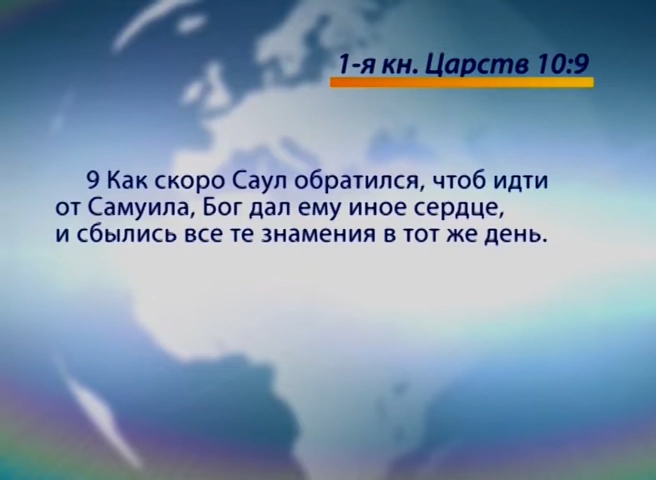 1-я кн. Царств 10:9
9 Как скоро Саул обратился, чтоб идти
от Самуила, Бог дал ему иное сердце,
и сбылись все те знамения в тот же день.